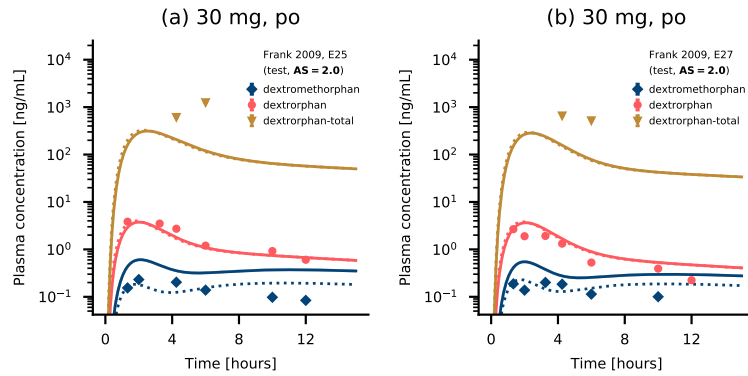 (a) 30 mg, po
Plasma concentration [ng/mL]
10⁴
10³
10²
10¹
10⁰
10⁻¹
Frank 2009, E25
(test, AS = 2.0)
dextromethorphan
dextrorphan
dextrorphan-total
0 4 8 12
Time [hours]
(b) 30 mg, po
Plasma concentration [ng/mL]
10⁴
10³
10²
10¹
10⁰
10⁻¹
Frank 2009, E27
(test, AS = 2.0)
dextromethorphan
dextrorphan
dextrorphan-total
0 4 8 12
Time [hours]